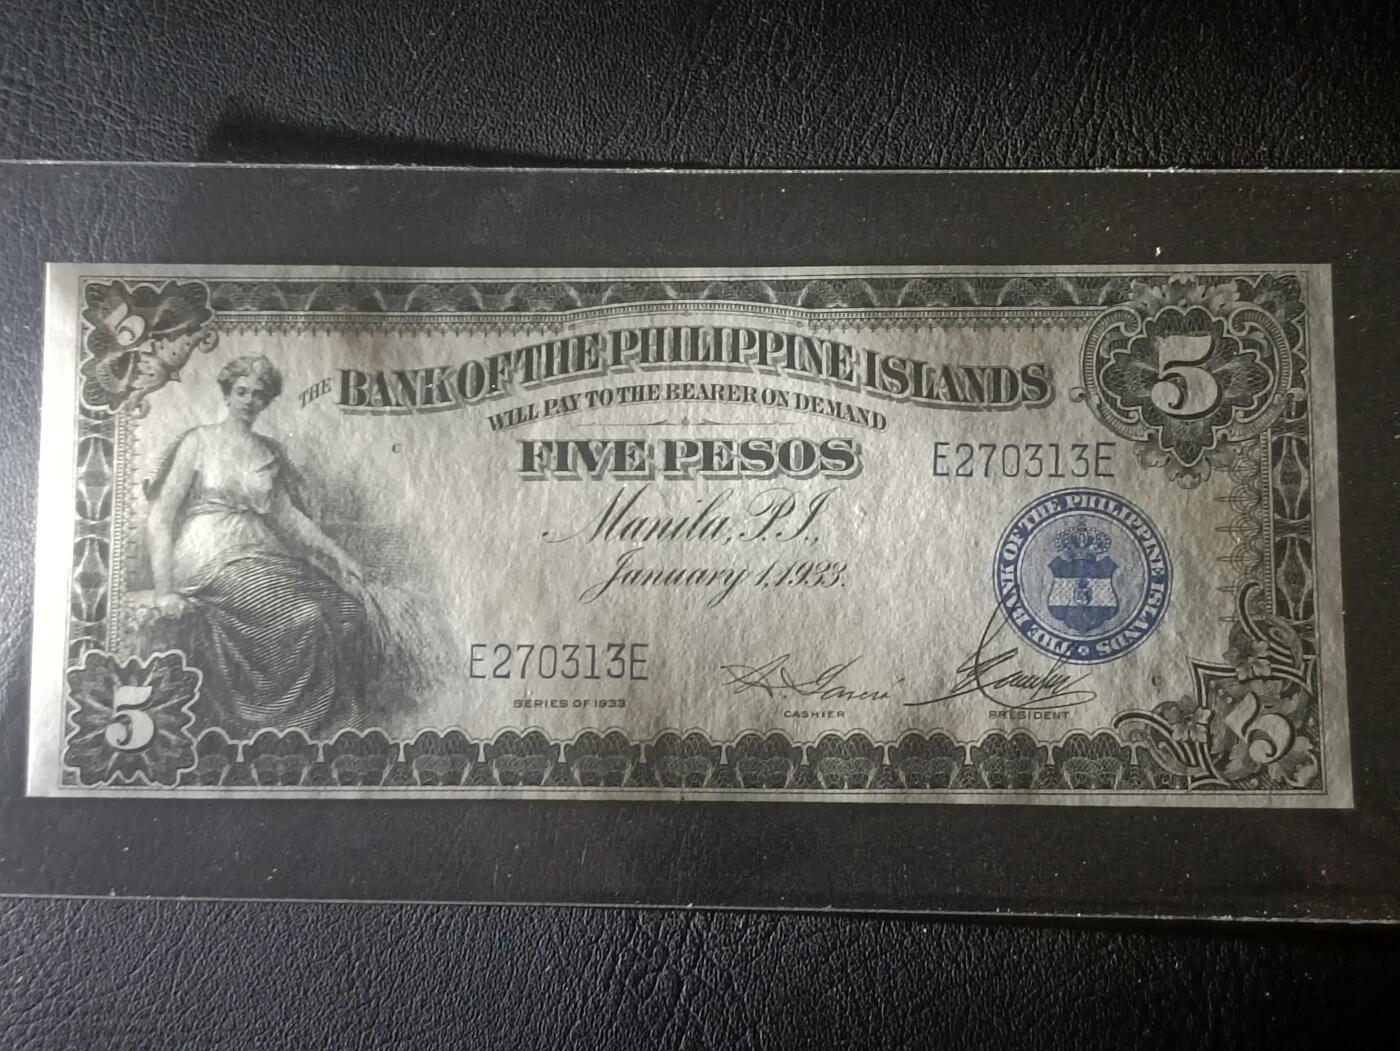 5
5
THE BANK OF THE PHILIPPINE ISLANDS
WILL PAY TO THE BEARER ON DEMAND
FIVE PESOS
C
E270313E
Manila, P.I.,
January 1, 1933.
THE BANK OF THE PHILIPPINE ISLANDS
E270313E
SERIES OF 1933
CASHIER
PRESIDENT
C
5
5